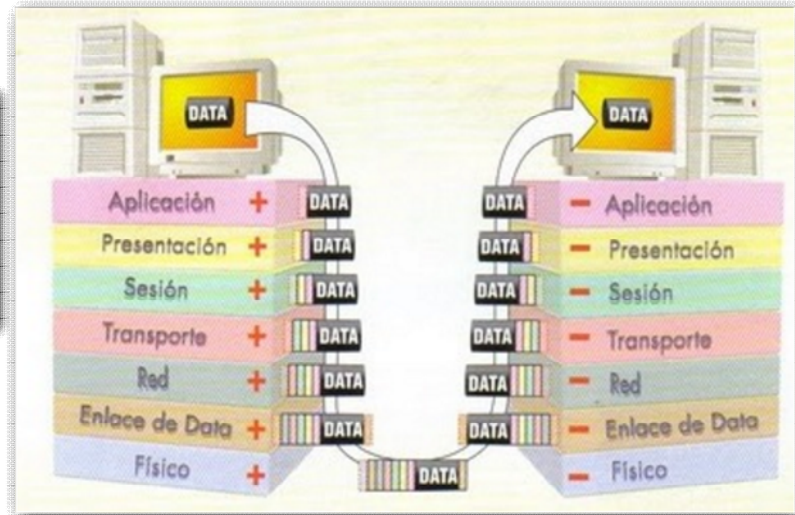 DATA DATA
Aplicación + DATA DATA - Aplicación
Presentación + DATA DATA - Presentación
Sesión + DATA DATA - Sesión
Transporte + DATA DATA - Transporte
Red + DATA DATA - Red
Enlace de Data + DATA DATA - Enlace de Data
Físico + DATA - Físico